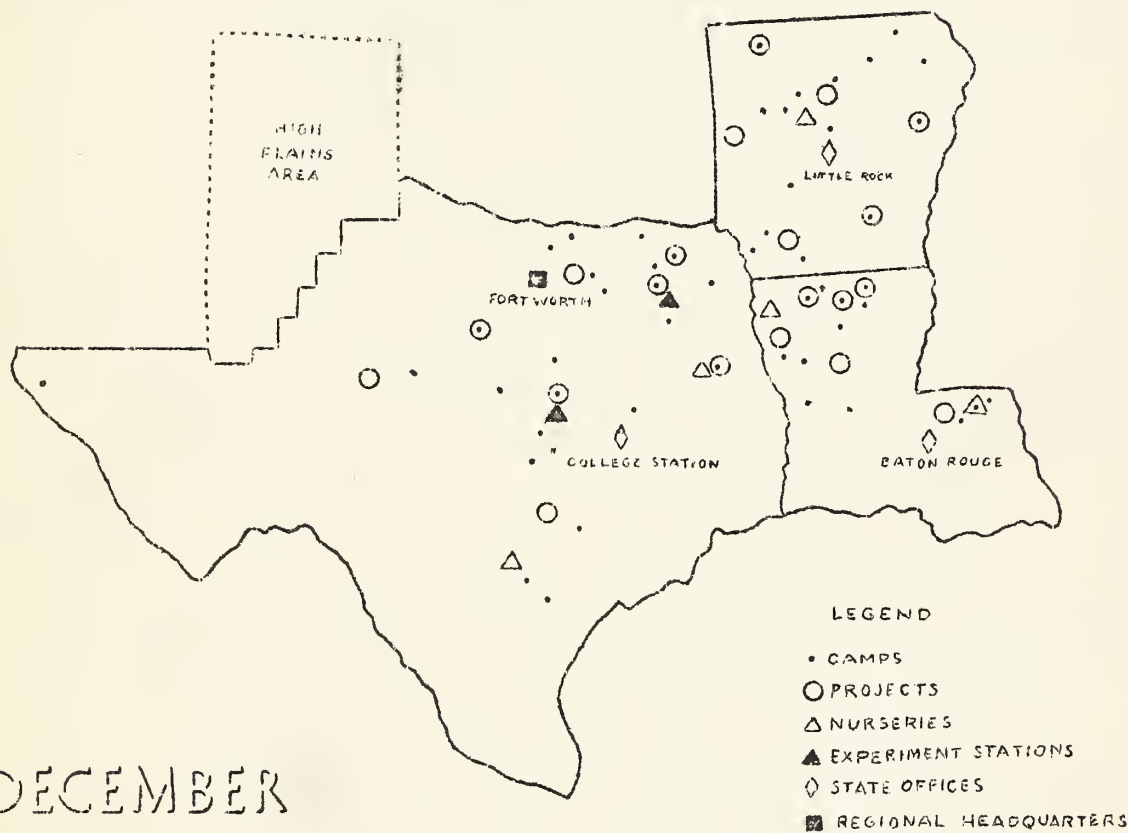 HIGH
PLAINS
AREA
LITTLE ROCK
FORT WORTH
COLLEGE STATION
BATON ROUGE
LEGEND
CAMPS
PROJECTS
NURSERIES
EXPERIMENT STATIONS
STATE OFFICES
REGIONAL HEADQUARTERS
DECEMBER